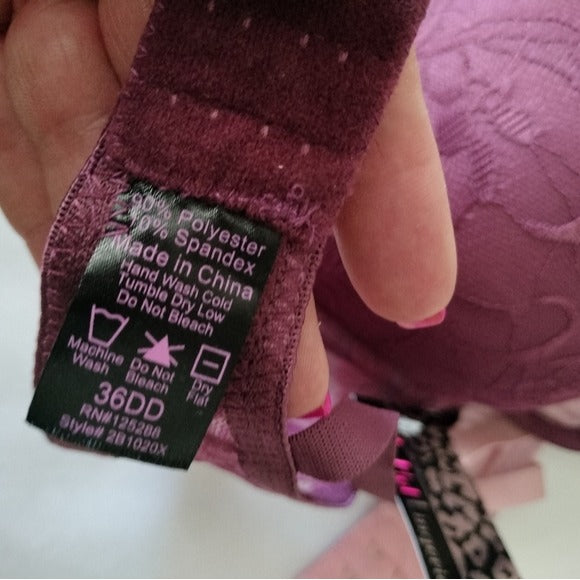 90% Polyester
10% Spandex
Made in China
Hand Wash Cold
Tumble Dry Low
Do Not Bleach
Machine Wash
Do Not Bleach
Dry Flat
36DD
RN#125288
Style# 2B1020X